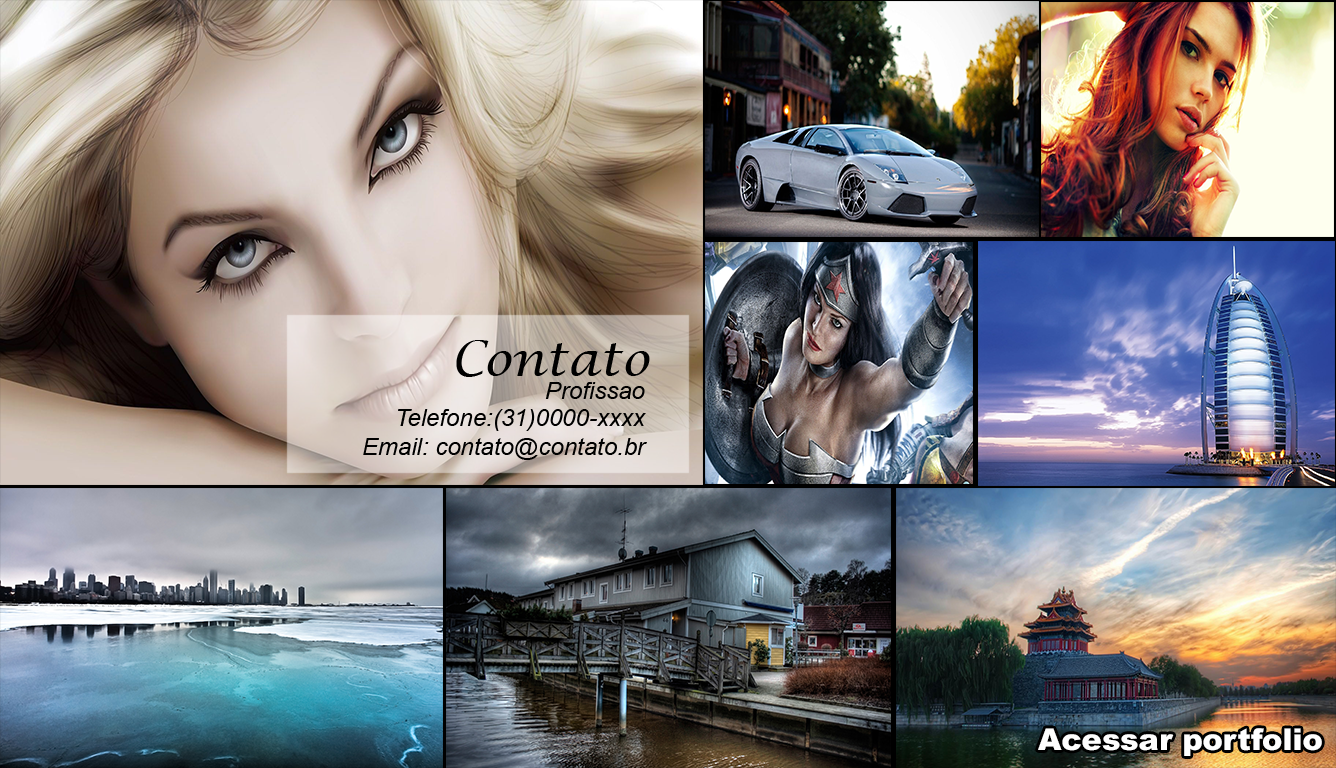 Contato
Profissao
Telefone:(31)0000-xxxx
Email: contato@contato.br
Acessar portfolio